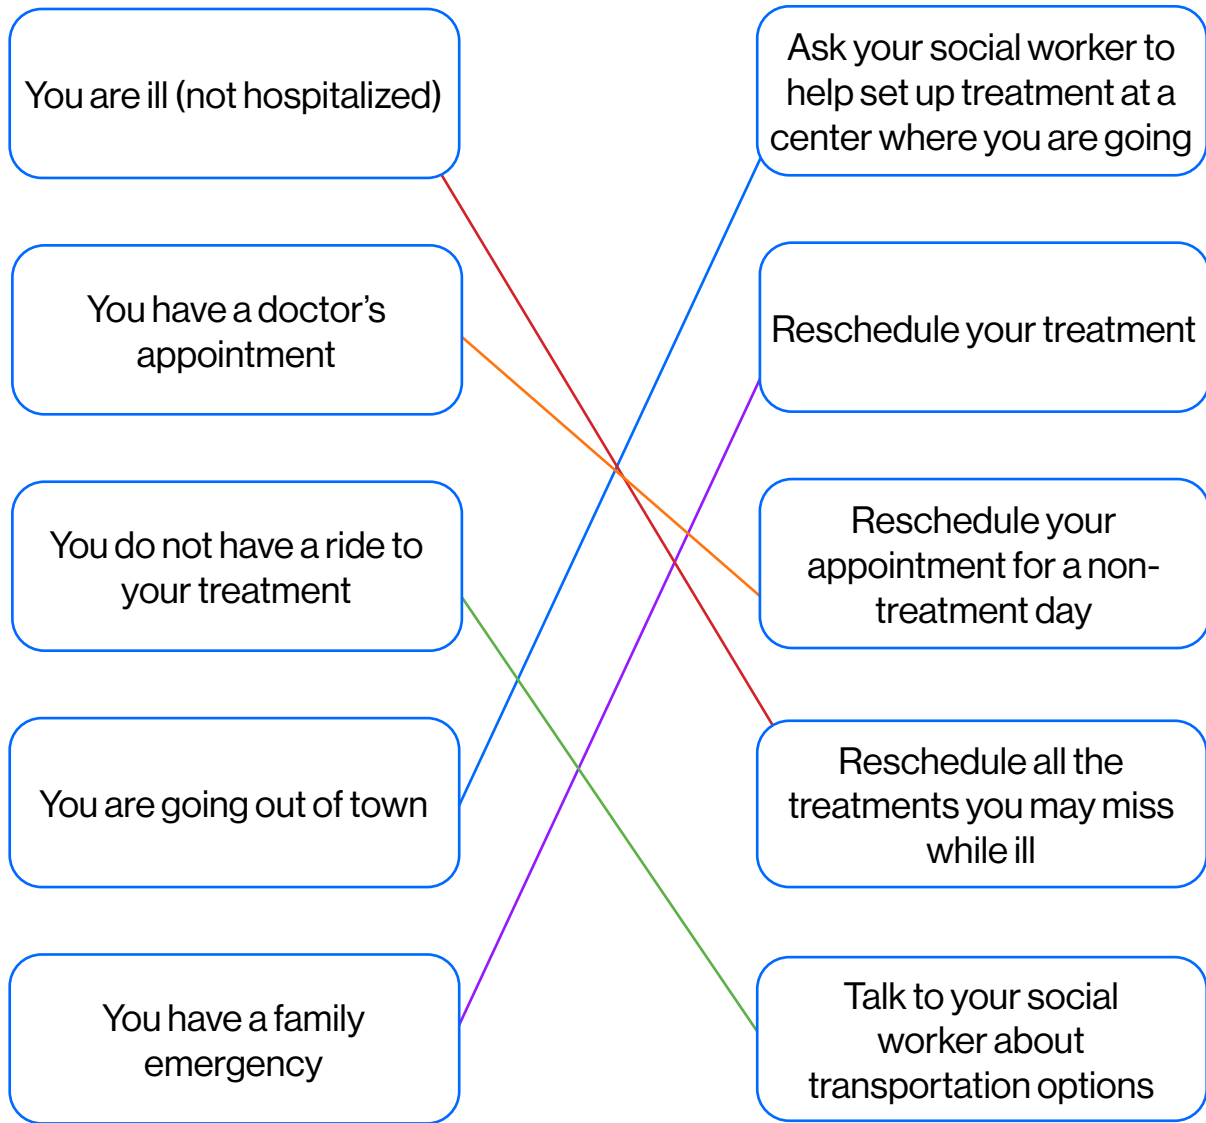 You are ill (not hospitalized)
You have a doctor’s
appointment
You do not have a ride to
your treatment
You are going out of town
You have a family
emergency
Ask your social worker to
help set up treatment at a
center where you are going
Reschedule your treatment
Reschedule your
appointment for a non-
treatment day
Reschedule all the
treatments you may miss
while ill
Talk to your social
worker about
transportation options